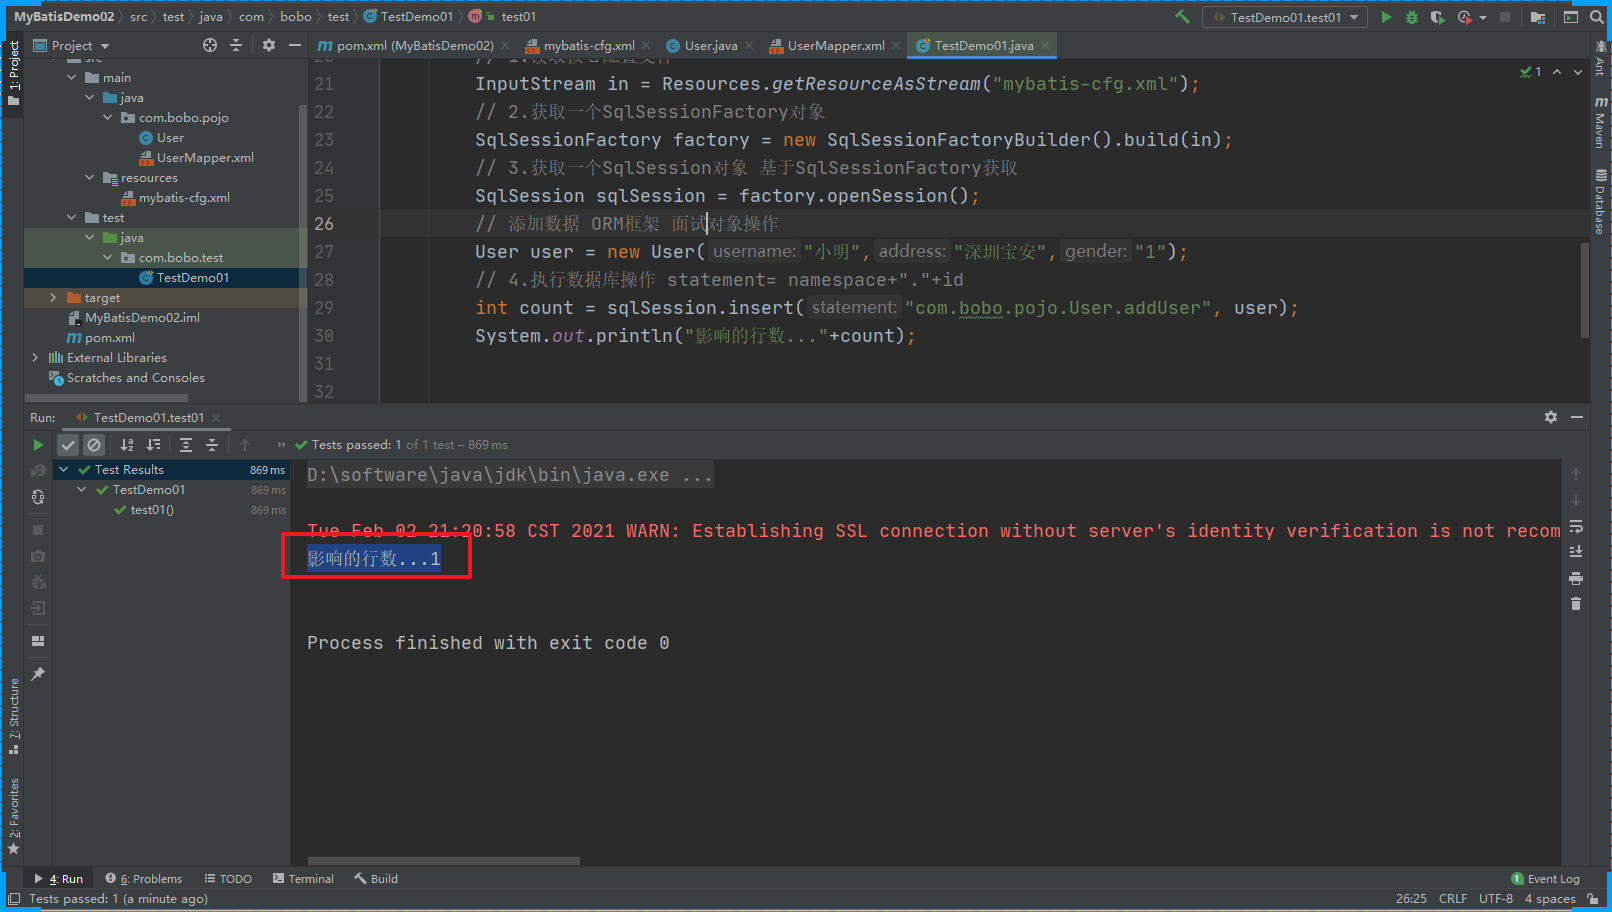 MyBatisDemo02 src test java com bobo test TestDemo01 test01 TestDemo01.test01
1: Project
Project
pom.xml (MyBatisDemo02) mybatis-cfg.xml User.java UserMapper.xml TestDemo01.java
src
main
java
com.bobo.pojo
User
UserMapper.xml
resources
mybatis-cfg.xml
test
java
com.bobo.test
TestDemo01
target
MyBatisDemo02.iml
pom.xml
External Libraries
Scratches and Consoles
20 // 1.读取核心配置文件
21 InputStream in = Resources.getResourceAsStream("mybatis-cfg.xml");
22 // 2.获取一个SqlSessionFactory对象
23 SqlSessionFactory factory = new SqlSessionFactoryBuilder().build(in);
24 // 3.获取一个SqlSession对象 基于SqlSessionFactory获取
25 SqlSession sqlSession = factory.openSession();
26 // 添加数据 ORM框架 面试对象操作
27 User user = new User( username: "小明", address: "深圳宝安", gender: "1");
28 // 4.执行数据库操作 statement= namespace+"."+id
29 int count = sqlSession.insert( statement: "com.bobo.pojo.User.addUser", user);
30 System.out.println("影响的行数..."+count);
31
32
1
Ant
Maven
Database
Run: TestDemo01.test01
Tests passed: 1 of 1 test – 869 ms
Test Results 869 ms
TestDemo01 869 ms
test01() 869 ms
D:\software\java\jdk\bin\java.exe ...
Tue Feb 02 21:20:58 CST 2021 WARN: Establishing SSL connection without server's identity verification is not recom
影响的行数...1
Process finished with exit code 0
7: Structure
2: Favorites
4: Run 6: Problems TODO Terminal Build 1 Event Log
Tests passed: 1 (a minute ago) 26:25 CRLF UTF-8 4 spaces